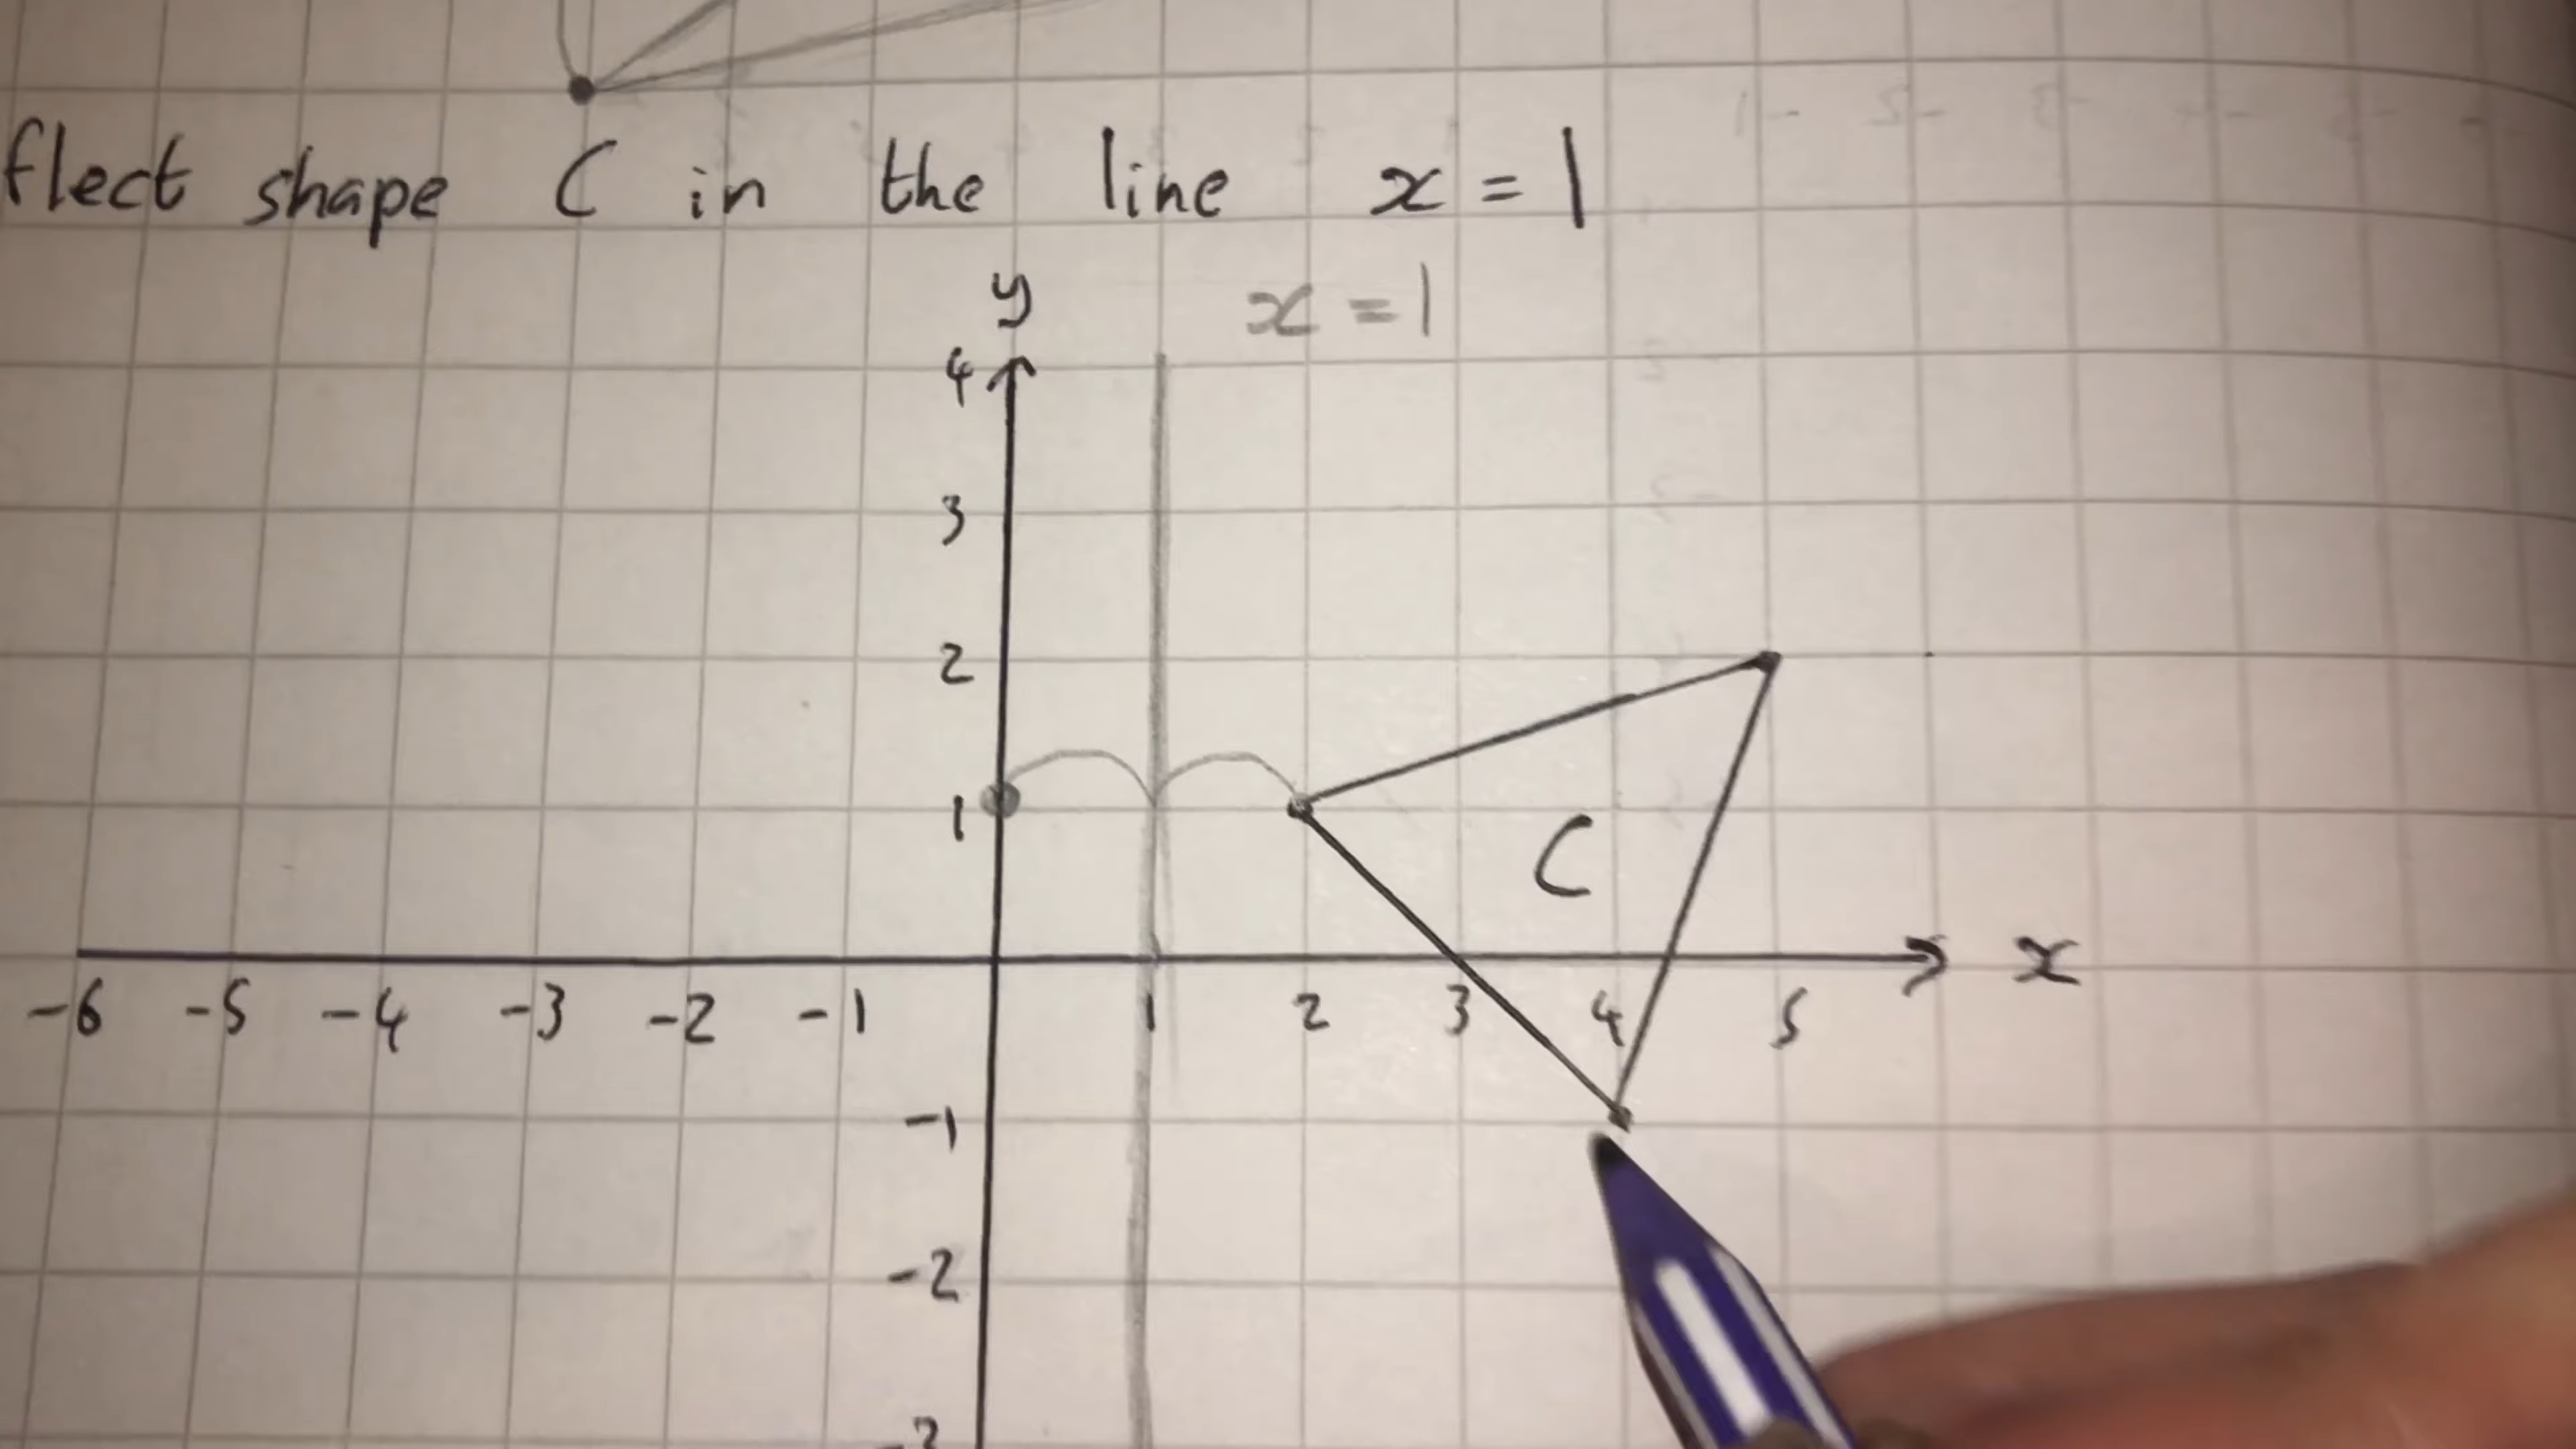 flect shape C in the line x = 1
y
x = 1
4
3
2
1
C
x
-6 -5 -4 -3 -2 -1 1 2 3 4 5
-1
-2